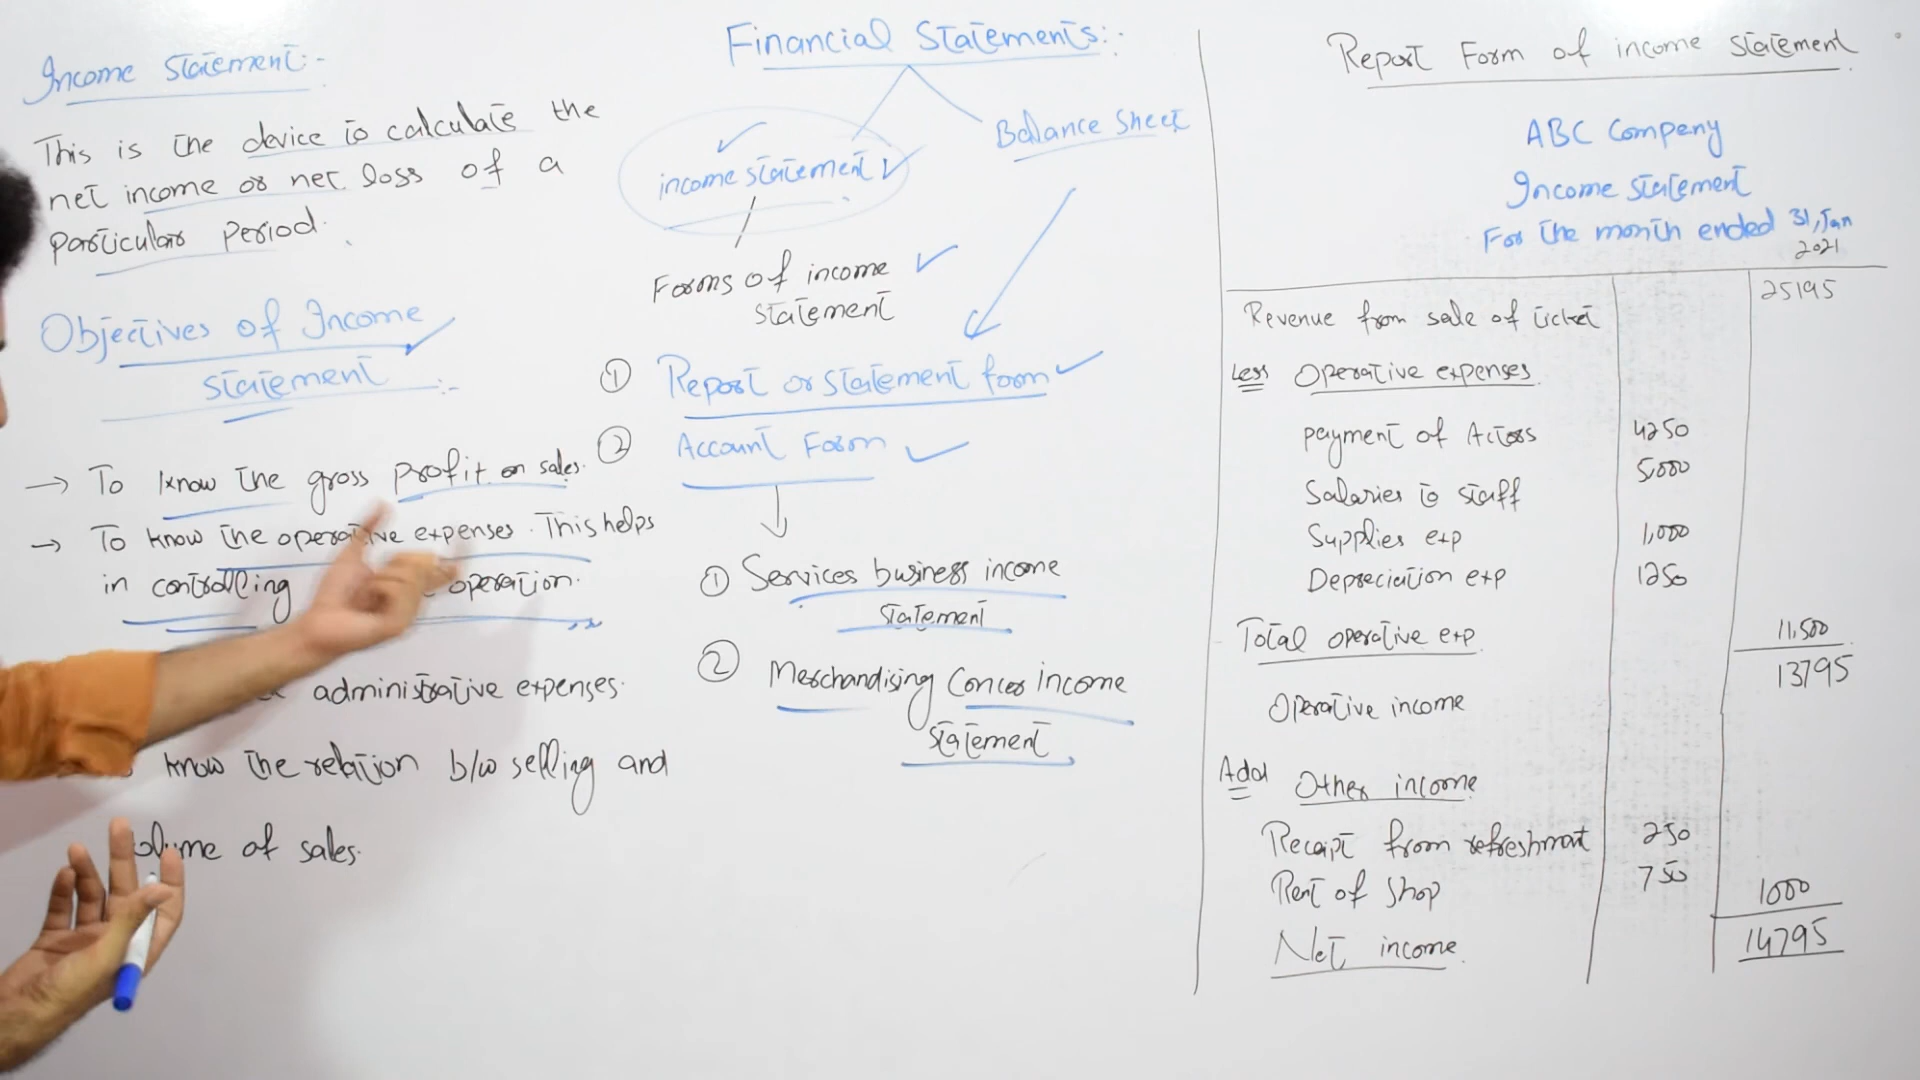 Income Statement:-
This is the device to calculate the
net income or net loss of a
particular period.
Objectives of Income
statement :-
→ To know the gross profit on sales.
→ To know the operative expenses. This helps
in controlling operation.
administrative expenses.
know the relation b/w selling and
volume of sales.
Financial Statements:-
income statement
Balance Sheet
Forms of income
statement
① Report or statement form
② Account Form
① Services business income
statement
② Merchandising Concer income
statement
Report Form of income statement
ABC Company
Income statement
For the month ended 31, Jan
2021
Revenue from sale of ticket 25195
Less Operative expenses
Payment of Actors 4250
Salaries to staff 5,000
Supplies exp 1,000
Depreciation exp 1250
Total operative exp 11,500
Operative income 13795
Add Other income
Receipt from refreshment 250
Rent of shop 750 1000
Net income. 14795